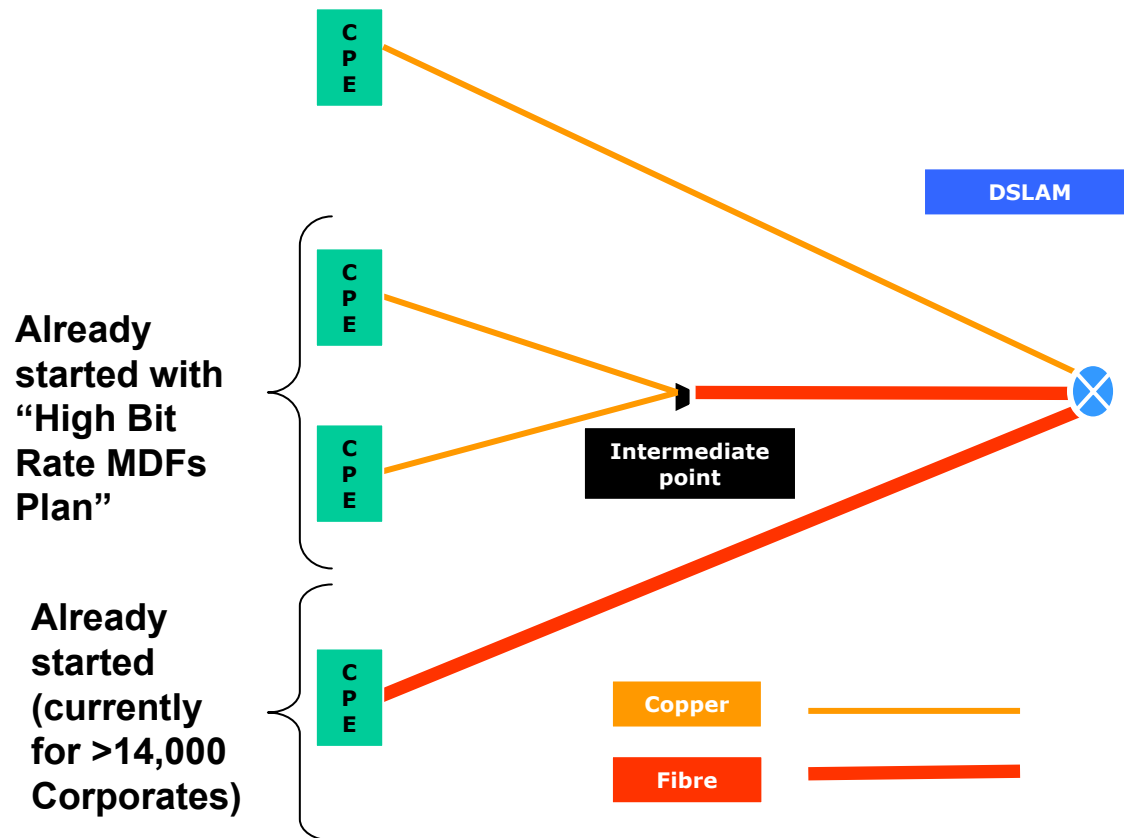 C
P
E
DSLAM
C
P
E
Already
started with
“High Bit
Rate MDFs
Plan”
C
P
E
Intermediate
point
Already
started
(currently
for >14,000
Corporates)
C
P
E
Copper
Fibre